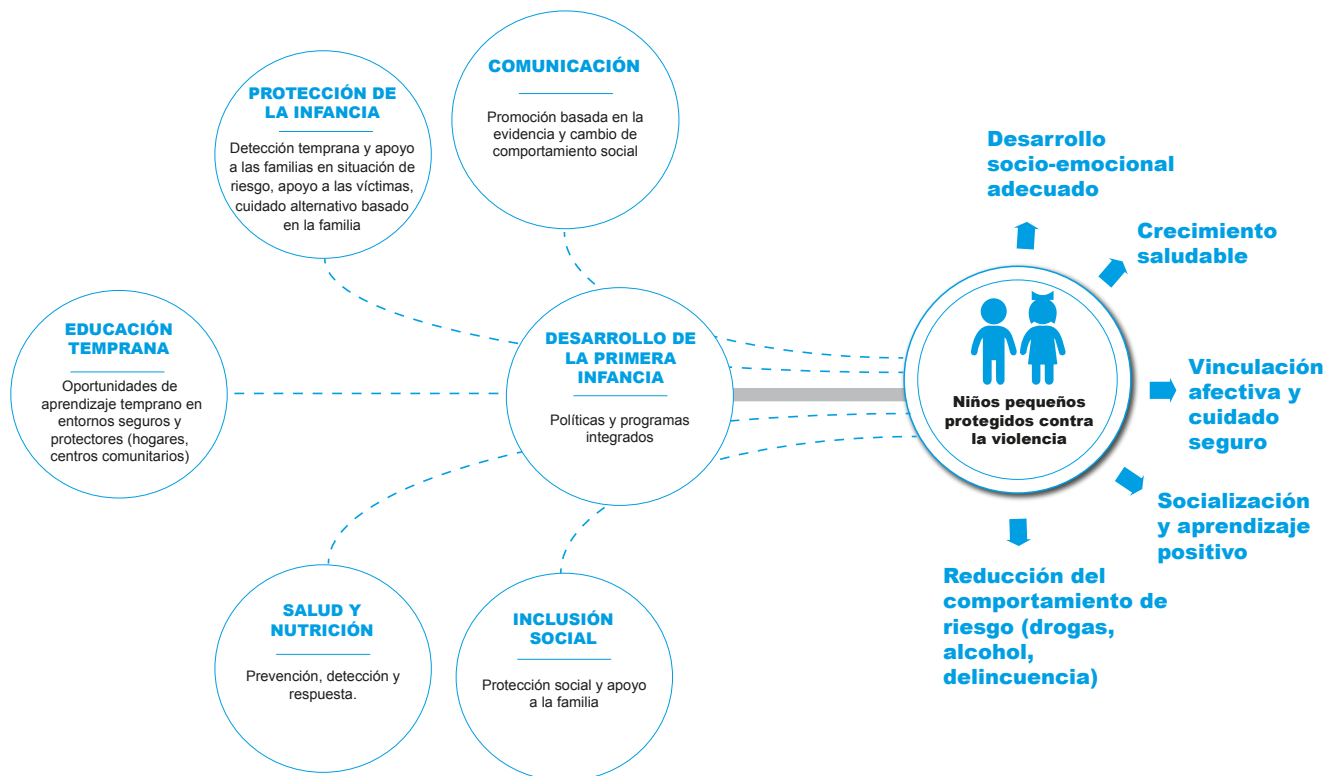 PROTECCIÓN DE
LA INFANCIA
Detección temprana y apoyo
a las familias en situación de
riesgo, apoyo a las víctimas,
cuidado alternativo basado
en la familia
COMUNICACIÓN
Promoción basada en la
evidencia y cambio de
comportamiento social
EDUCACIÓN
TEMPRANA
Oportunidades de
aprendizaje temprano en
entornos seguros y
protectores (hogares,
centros comunitarios)
DESARROLLO DE
LA PRIMERA
INFANCIA
Políticas y programas
integrados
SALUD Y
NUTRICIÓN
Prevención, detección y
respuesta.
INCLUSIÓN
SOCIAL
Protección social y apoyo
a la familia
Niños pequeños
protegidos contra
la violencia
Desarrollo
socio-emocional
adecuado
Crecimiento
saludable
Vinculación
afectiva y
cuidado
seguro
Socialización
y aprendizaje
positivo
Reducción del
comportamiento de
riesgo (drogas,
alcohol,
delincuencia)